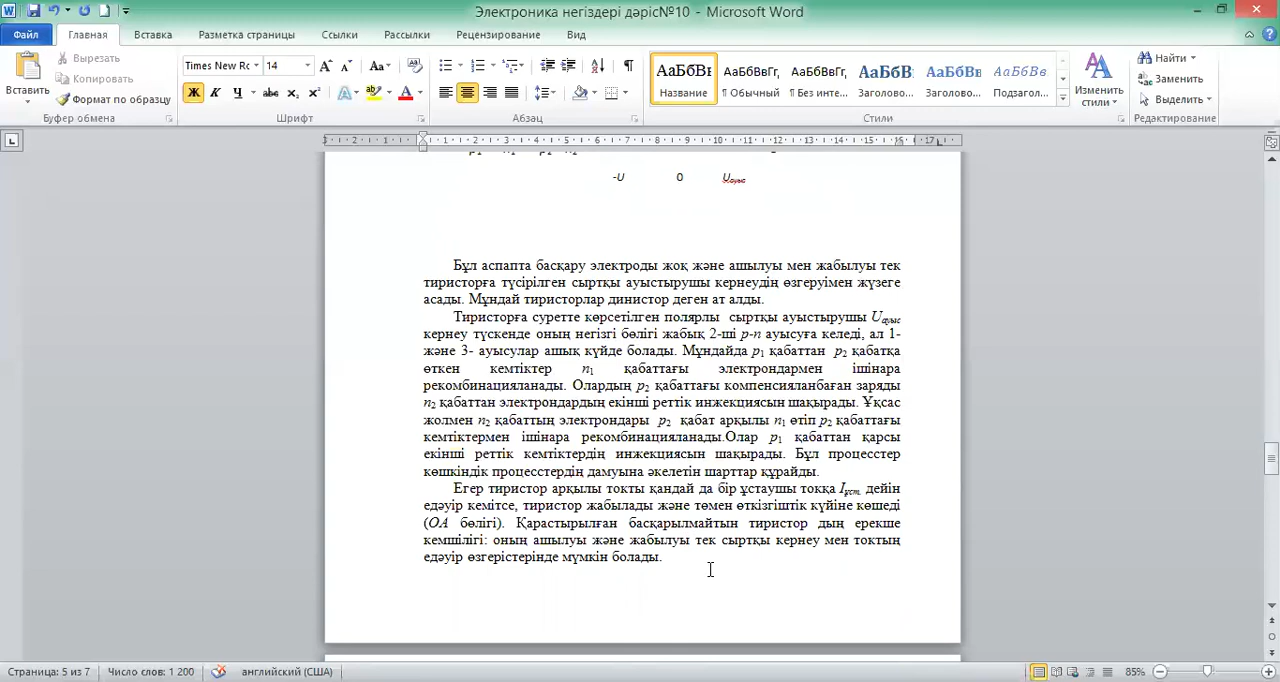 Электроника негіздері дәріс№10 - Microsoft Word
Файл Главная Вставка Разметка страницы Ссылки Рассылки Рецензирование Вид
Вставить
Вырезать
Копировать
Формат по образцу
Буфер обмена
Times New Rc 14
Ж К Ч
Шрифт
Абзац
АаБбВı АаБбВвГг, АаБбВвГг, АаБбВ АаБбВв АаБбВв
Название ¶ Обычный ¶ Без инте... Заголово... Заголово... Подзагол...
Стили
Изменить стили
Найти
Заменить
Выделить
Редактирование
-U 0 Uауыс
Бұл аспапта басқару электроды жоқ және ашылуы мен жабылуы тек
тиристорға түсірілген сыртқы ауыстырушы кернеудің өзгеруімен жүзеге
асады. Мұндай тиристорлар динистор деген ат алды.
Тиристорға суретте көрсетілген полярлы сыртқы ауыстырушы Uауыс
кернеу түскенде оның негізгі бөлігі жабық 2-ші p-n ауысуға келеді, ал 1-
және 3- ауысулар ашық күйде болады. Мұндайда p1 қабаттан p2 қабатқа
өткен кемтіктер n1 қабаттағы электрондармен ішінара
рекомбинацияланады. Олардың p2 қабаттағы компенсияланбаған заряды
n2 қабаттан электрондардың екінші реттік инжекциясын шақырады. Ұқсас
жолмен n2 қабаттың электрондары p2 қабат арқылы n1 өтіп p2 қабаттағы
кемтіктермен ішінара рекомбинацияланады.Олар p1 қабаттан қарсы
екінші реттік кемтіктердің инжекциясын шақырады. Бұл процесстер
көшкіндік процесстердің дамуына әкелетін шарттар құрайды.
Егер тиристор арқылы токты қандай да бір ұстаушы токқа Iұст. дейін
едәуір кемітсе, тиристор жабылады және төмен өткізгіштік күйіне көшеді
(ОА бөлігі). Қарастырылған басқарылмайтын тиристор дың ерекше
кемшілігі: оның ашылуы және жабылуы тек сыртқы кернеу мен токтың
едәуір өзгерістерінде мүмкін болады.
Страница: 5 из 7 Число слов: 1 200 английский (США) 85%